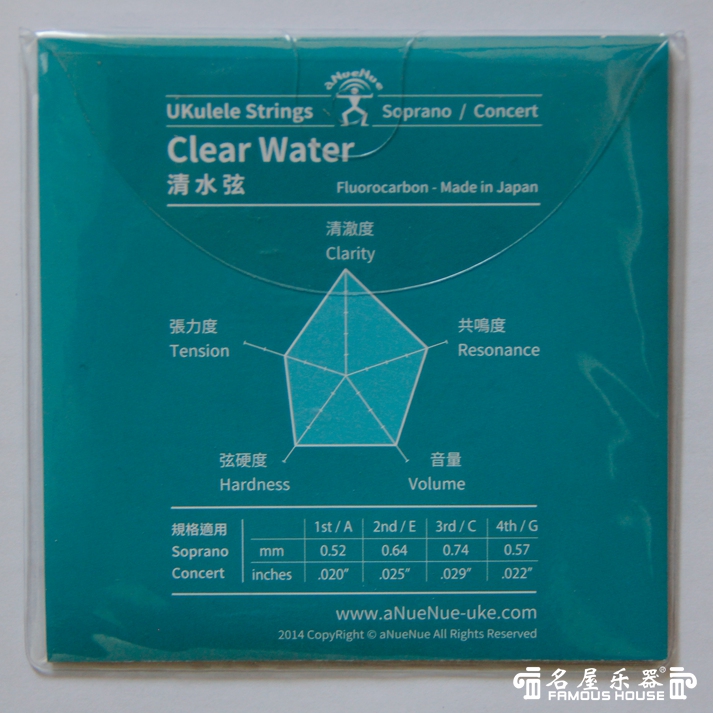 aNueNue
UKulele Strings Soprano / Concert
Clear Water
清水弦 Fluorocarbon - Made in Japan
清澈度
Clarity
張力度 共鳴度
Tension Resonance
弦硬度 音量
Hardness Volume
規格適用 1st / A 2nd / E 3rd / C 4th / G
Soprano mm 0.52 0.64 0.74 0.57
Concert inches .020” .025” .029” .022”
www.aNueNue-uke.com
2014 CopyRight © aNueNue All Rights Reserved
名屋乐器®
FAMOUS HOUSE